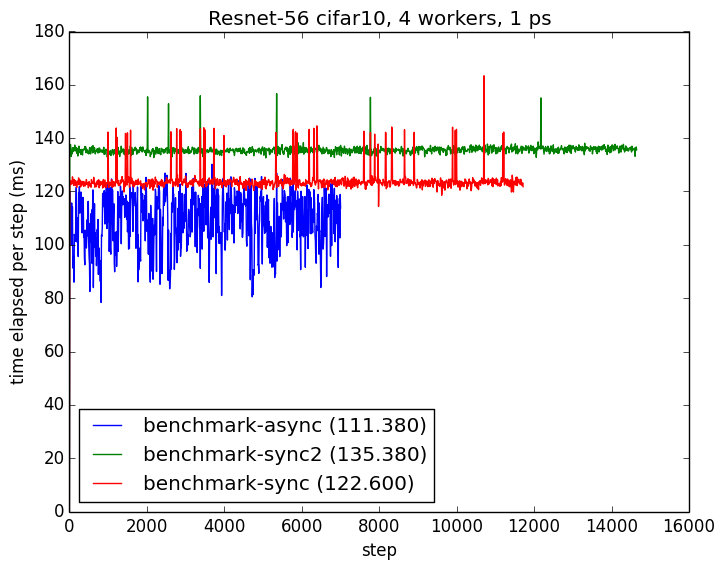 Resnet-56 cifar10, 4 workers, 1 ps
time elapsed per step (ms)
180
160
140
120
100
80
60
40
20
0
benchmark-async (111.380)
benchmark-sync2 (135.380)
benchmark-sync (122.600)
0 2000 4000 6000 8000 10000 12000 14000 16000
step